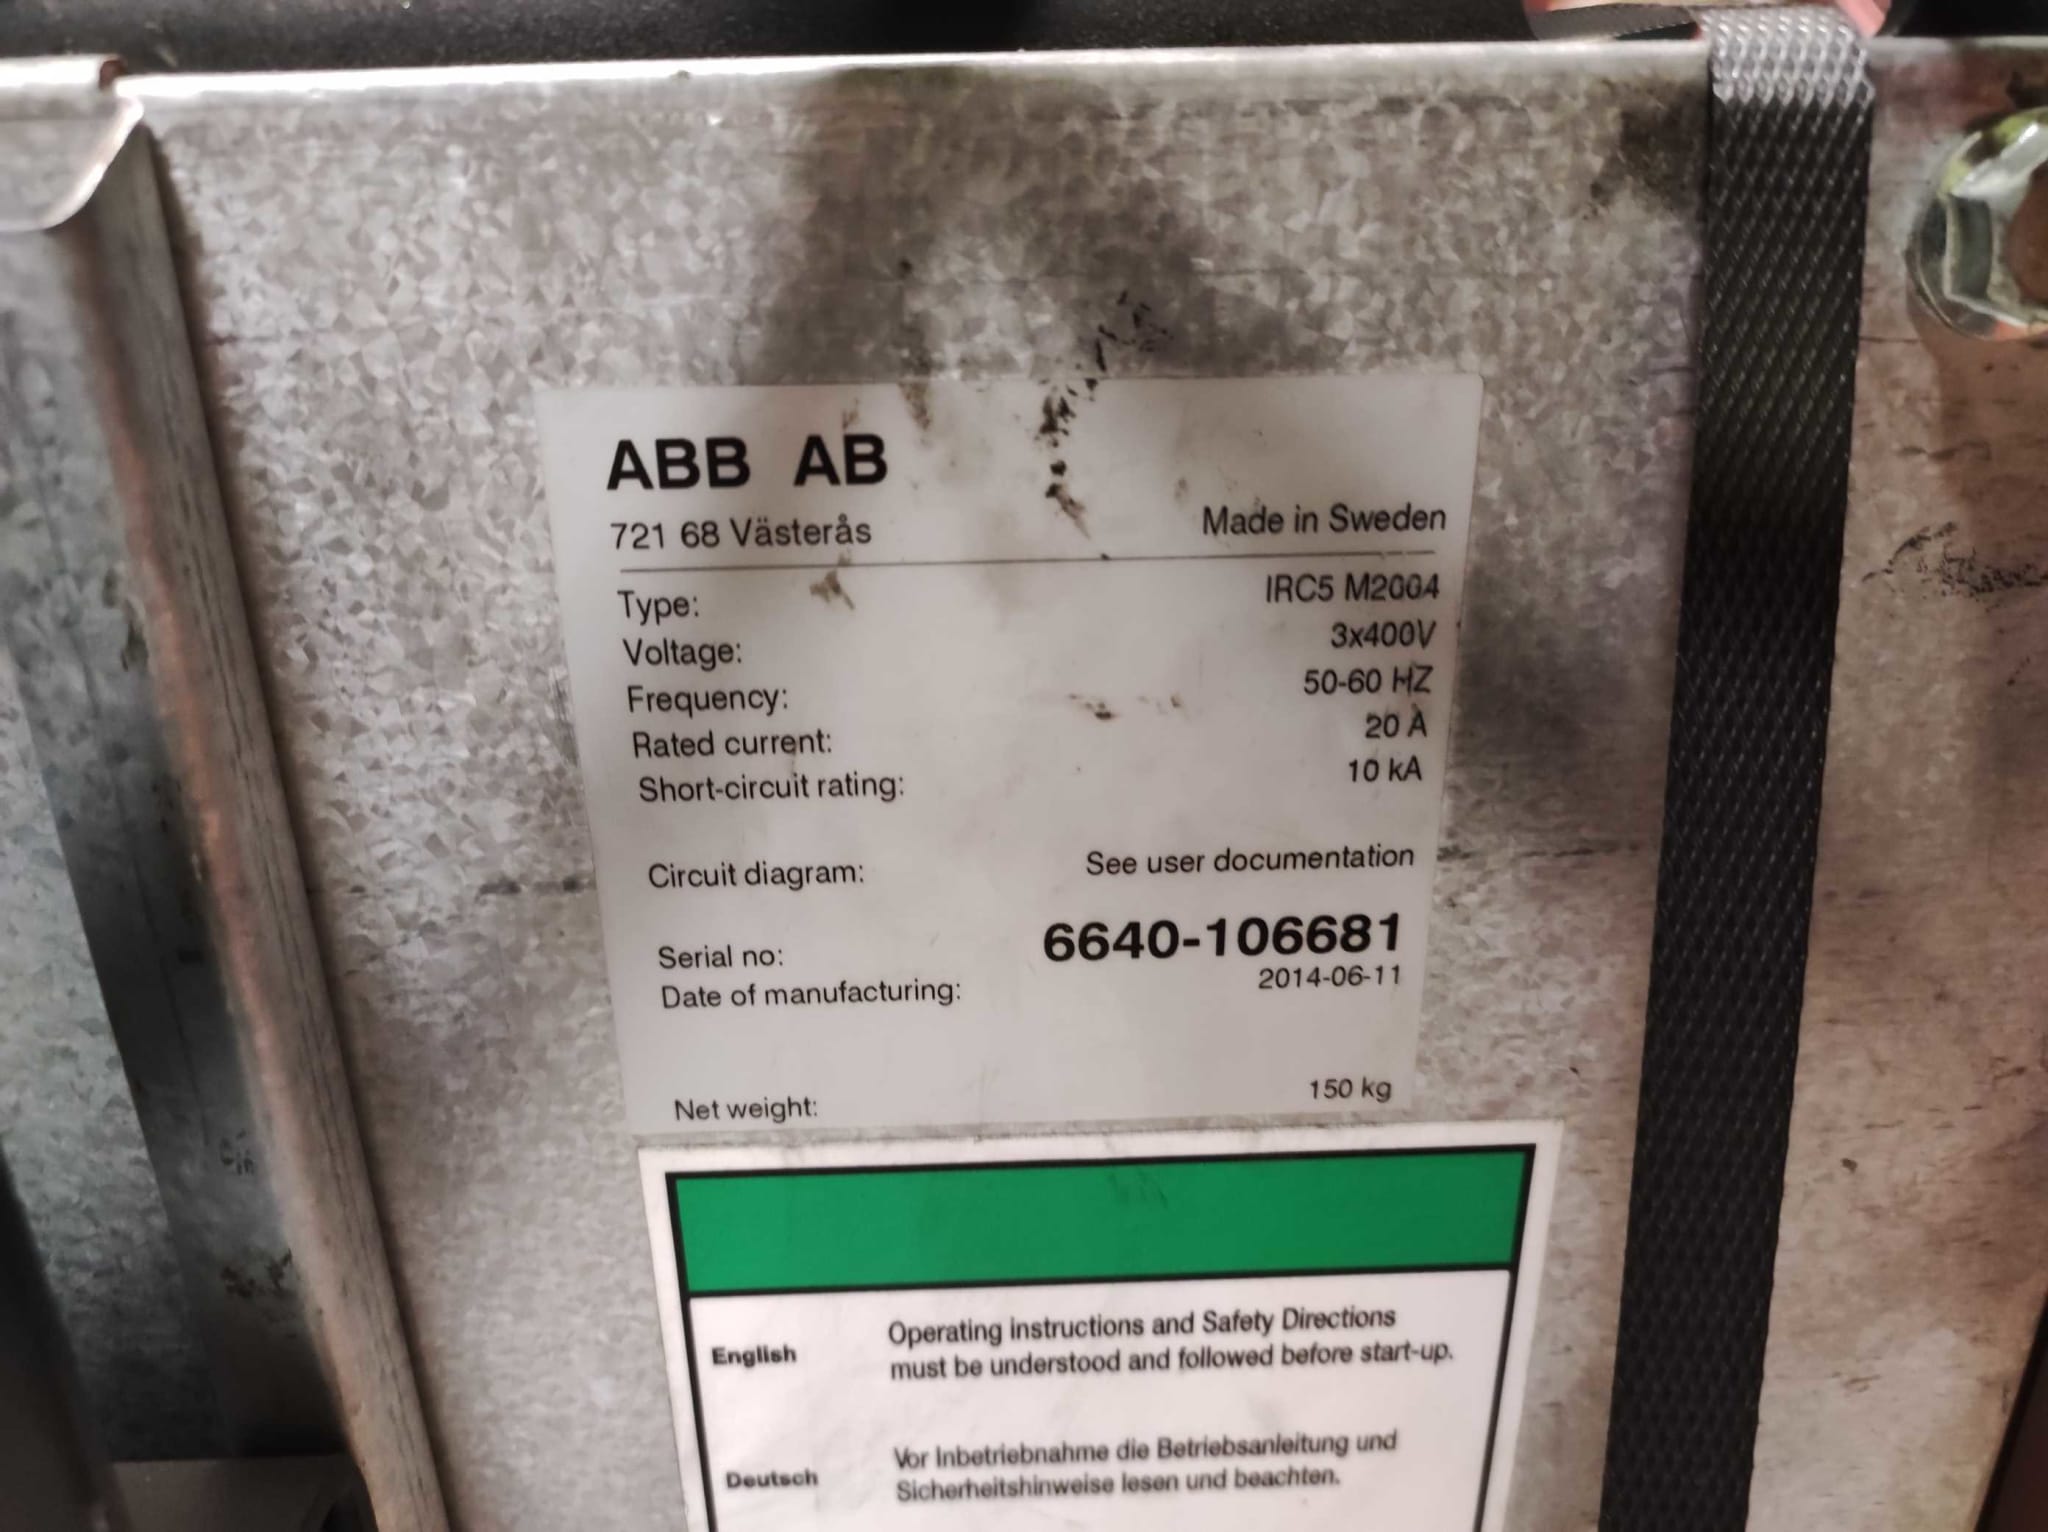 ABB AB
721 68 Västerås
Made in Sweden
Type: IRC5 M2004
Voltage: 3x400V
Frequency: 50-60 HZ
Rated current: 20 A
Short-circuit rating: 10 kA
Circuit diagram: See user documentation
Serial no: 6640-106681
Date of manufacturing: 2014-06-11
Net weight: 150 kg
English
Operating instructions and Safety Directions
must be understood and followed before start-up.
Deutsch
Vor Inbetriebnahme die Betriebsanleitung und
Sicherheitshinweise lesen und beachten.